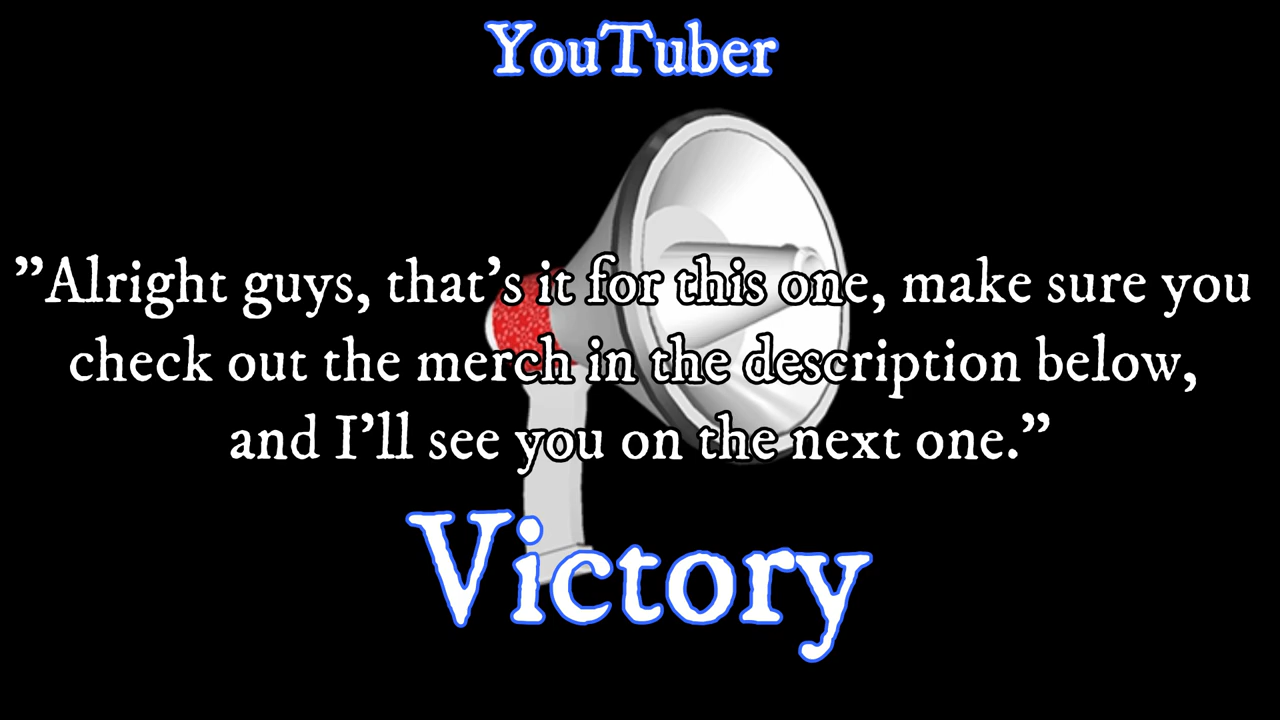 YouTuber
”Alright guys, that’s it for this one, make sure you
check out the merch in the description below,
and I’ll see you on the next one.”
Victory